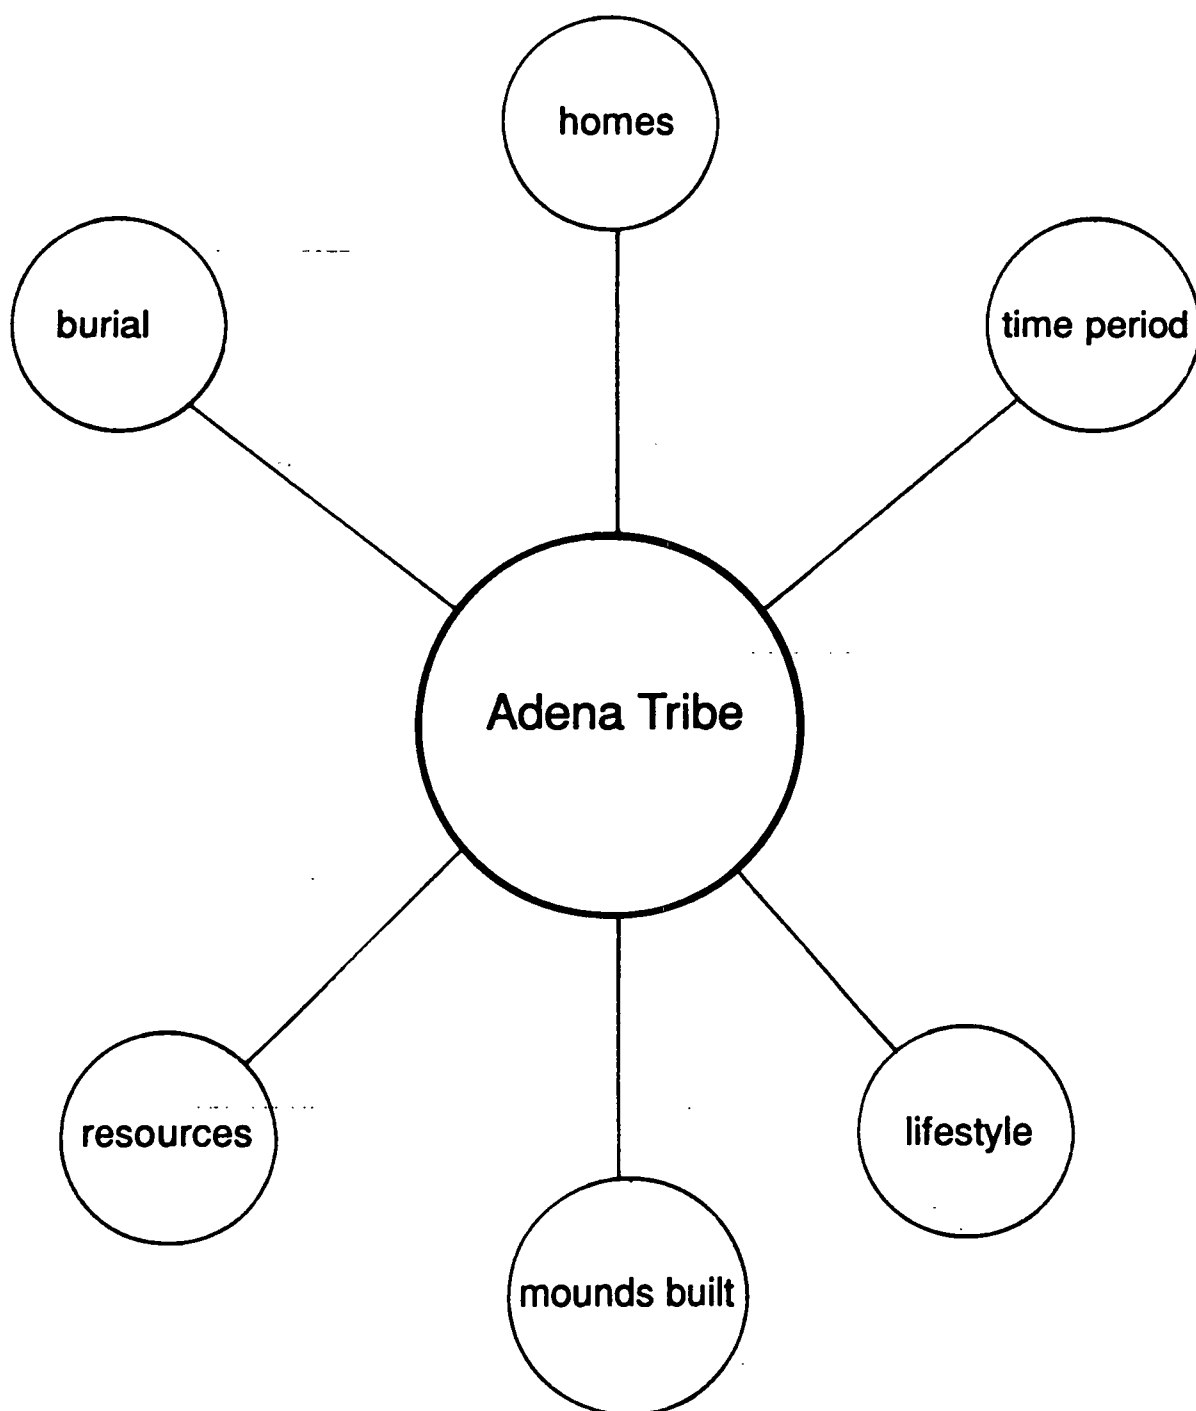 homes
burial
time period
Adena Tribe
resources
lifestyle
mounds built